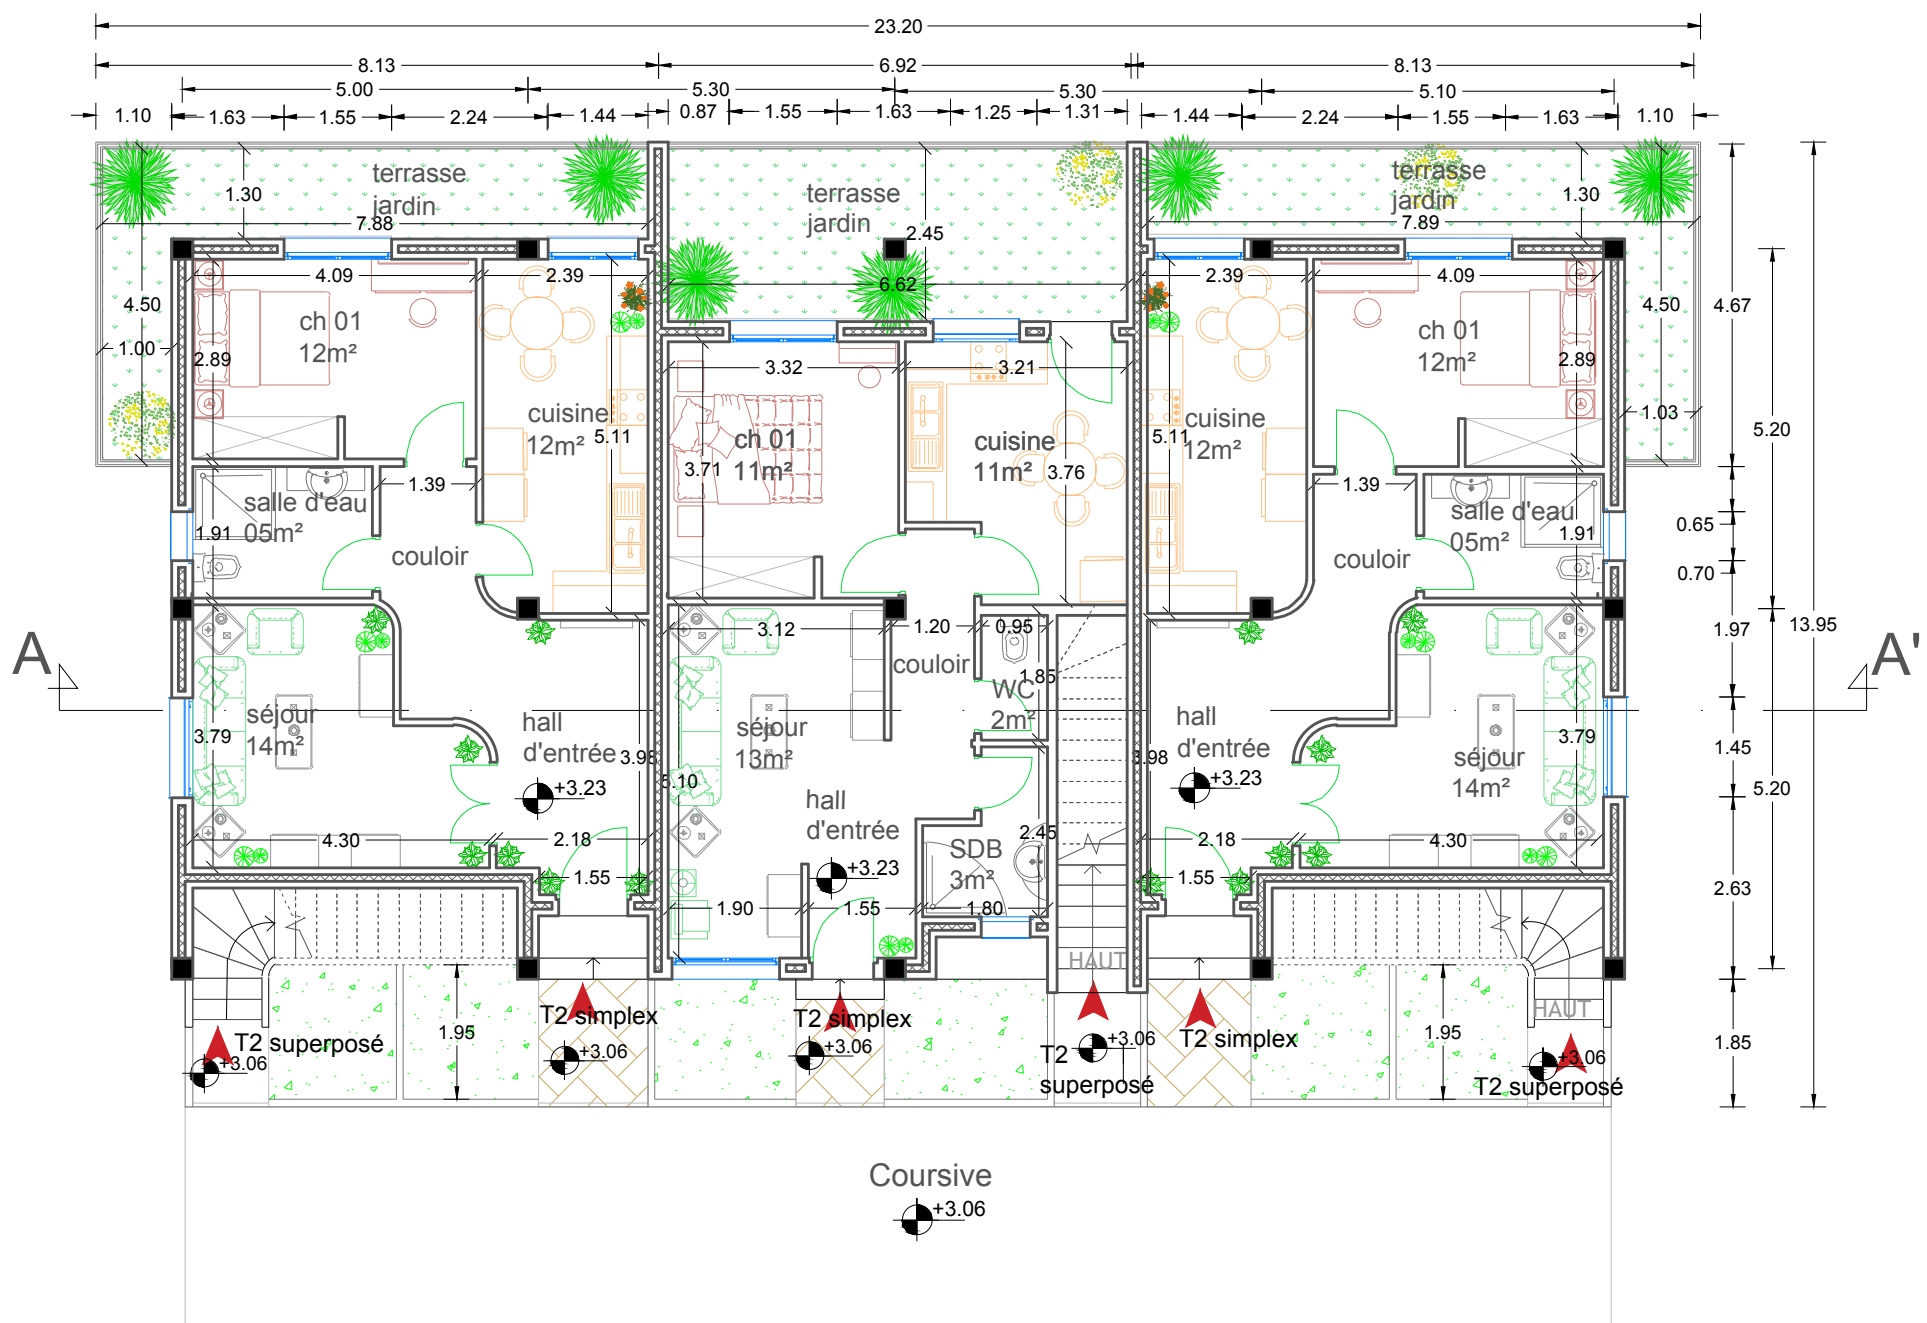 23.20
8.13 6.92 8.13
5.00 5.30 5.30 5.10
1.10 1.63 1.55 2.24 1.44 0.87 1.55 1.63 1.25 1.31 1.44 2.24 1.55 1.63 1.10
terrasse
jardin
terrasse
jardin
terrasse
jardin
1.30 7.88 2.45 1.30 7.89
4.09 2.39 6.62 2.39 4.09
4.50 4.50 4.67
ch 01
12m²
ch 01
12m²
1.00 2.89 3.32 3.21 2.89
cuisine
12m²
5.11
ch 01
11m²
3.71
cuisine
11m²
3.76
cuisine
12m²
5.11
1.03 5.20
1.39 1.39
salle d'eau
05m²
1.91
couloir
couloir
salle d'eau
05m²
1.91
0.65
0.70
3.12 1.20 0.95
1.97 13.95
couloir
1.85
WC
2m²
A A'
séjour
14m²
3.79
hall
d'entrée
3.98
+3.23
séjour
13m²
5.10
hall
d'entrée
+3.23
hall
d'entrée
3.98
+3.23
séjour
14m²
3.79
1.45
5.20
4.30 2.18 2.45 2.18 4.30
SDB
3m²
1.55 1.55
1.90 1.55 1.80
2.63
HAUT
HAUT
T2 simplex
T2 simplex
T2 simplex
T2 superposé
+3.06
1.95
+3.06
+3.06
T2
superposé
+3.06
1.95
+3.06
T2 superposé
1.85
Coursive
+3.06